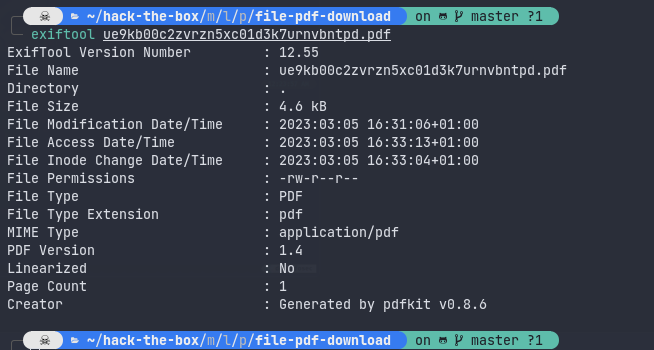 ~/hack-the-box/m/l/p/file-pdf-download on master ?1
exiftool ue9kb00c2zvrzn5xc01d3k7urnvbntpd.pdf
ExifTool Version Number : 12.55
File Name : ue9kb00c2zvrzn5xc01d3k7urnvbntpd.pdf
Directory : .
File Size : 4.6 kB
File Modification Date/Time : 2023:03:05 16:31:06+01:00
File Access Date/Time : 2023:03:05 16:33:13+01:00
File Inode Change Date/Time : 2023:03:05 16:33:04+01:00
File Permissions : -rw-r--r--
File Type : PDF
File Type Extension : pdf
MIME Type : application/pdf
PDF Version : 1.4
Linearized : No
Page Count : 1
Creator : Generated by pdfkit v0.8.6
~/hack-the-box/m/l/p/file-pdf-download on master ?1